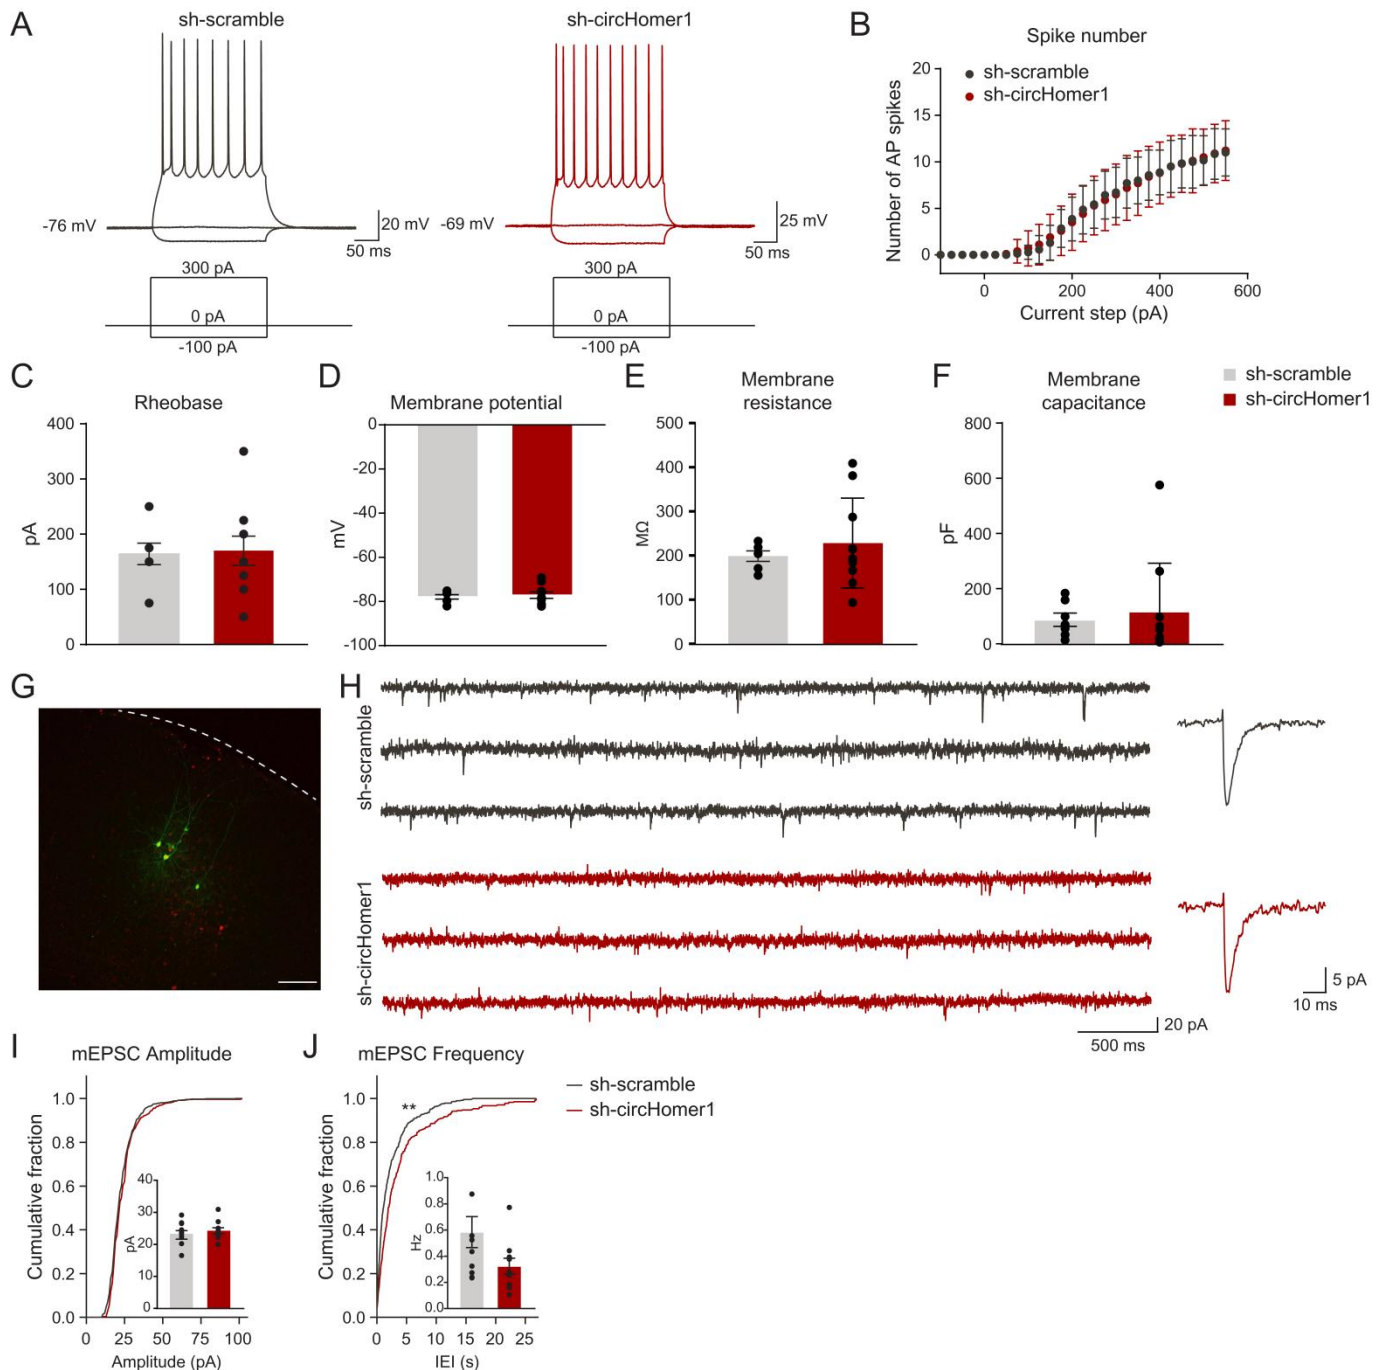 A
sh-scramble
sh-circHomer1
-76 mV
20 mV
50 ms
300 pA
0 pA
-100 pA
-69 mV
25 mV
50 ms
300 pA
0 pA
-100 pA
B
Spike number
sh-scramble
sh-circHomer1
Number of AP spikes
20
15
10
5
0
0
200
400
600
Current step (pA)
C
Rheobase
pA
400
300
200
100
0
D
Membrane potential
mV
0
-20
-40
-60
-80
-100
E
Membrane
resistance
MΩ
500
400
300
200
100
0
F
Membrane
capacitance
pF
800
600
400
200
0
sh-scramble
sh-circHomer1
G
H
sh-scramble
sh-circHomer1
5 pA
10 ms
20 pA
500 ms
I
mEPSC Amplitude
Cumulative fraction
1.0
0.8
0.6
0.4
0.2
0.0
0
25
50
75
100
Amplitude (pA)
pA
40
30
20
10
0
J
mEPSC Frequency
sh-scramble
sh-circHomer1
**
Cumulative fraction
1.0
0.8
0.6
0.4
0.2
0.0
0
5
10
15
20
25
IEI (s)
Hz
1.0
0.8
0.6
0.4
0.2
0.0